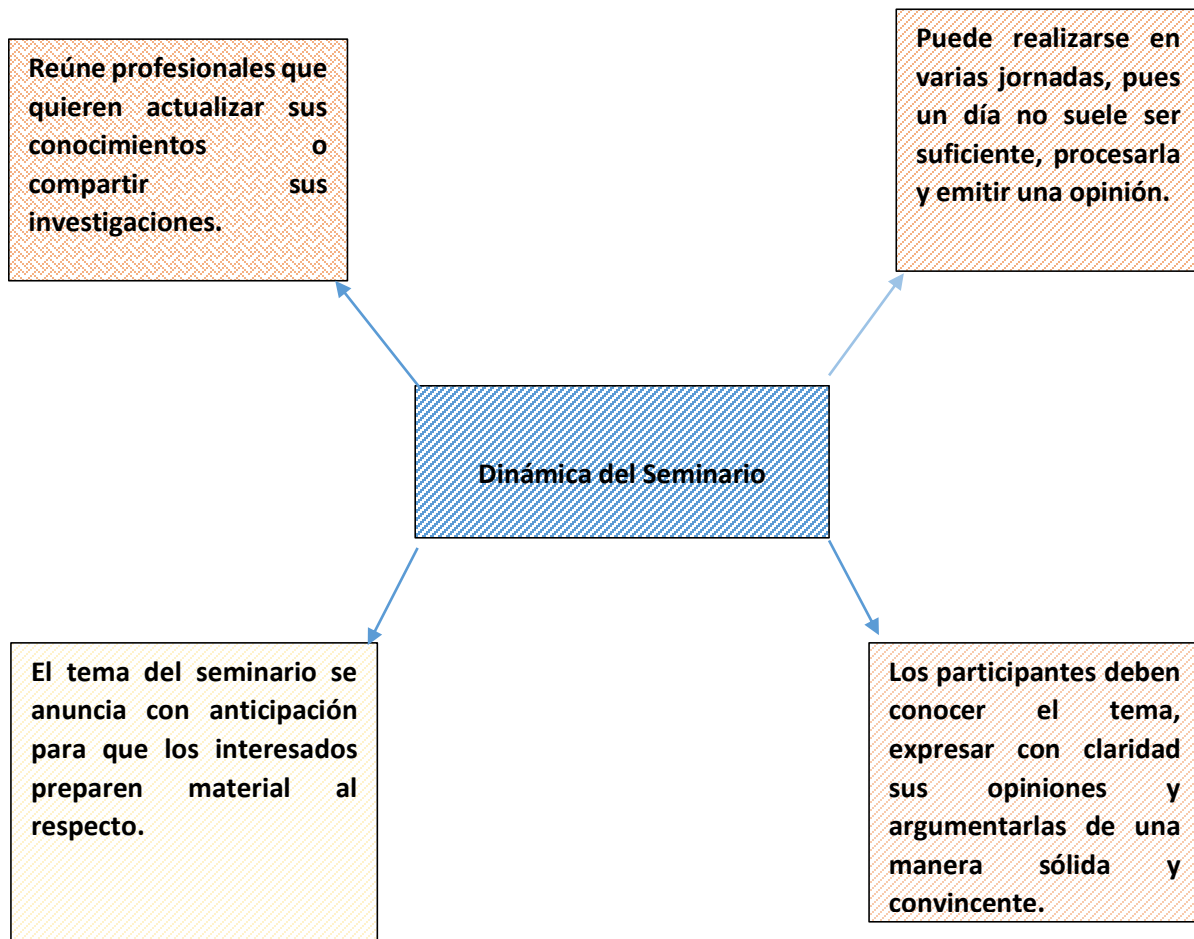 Reúne profesionales que
quieren actualizar sus
conocimientos o
compartir sus
investigaciones.
Puede realizarse en
varias jornadas, pues
un día no suele ser
suficiente, procesarla
y emitir una opinión.
Dinámica del Seminario
El tema del seminario se
anuncia con anticipación
para que los interesados
preparen material al
respecto.
Los participantes deben
conocer el tema,
expresar con claridad
sus opiniones y
argumentarlas de una
manera sólida y
convincente.